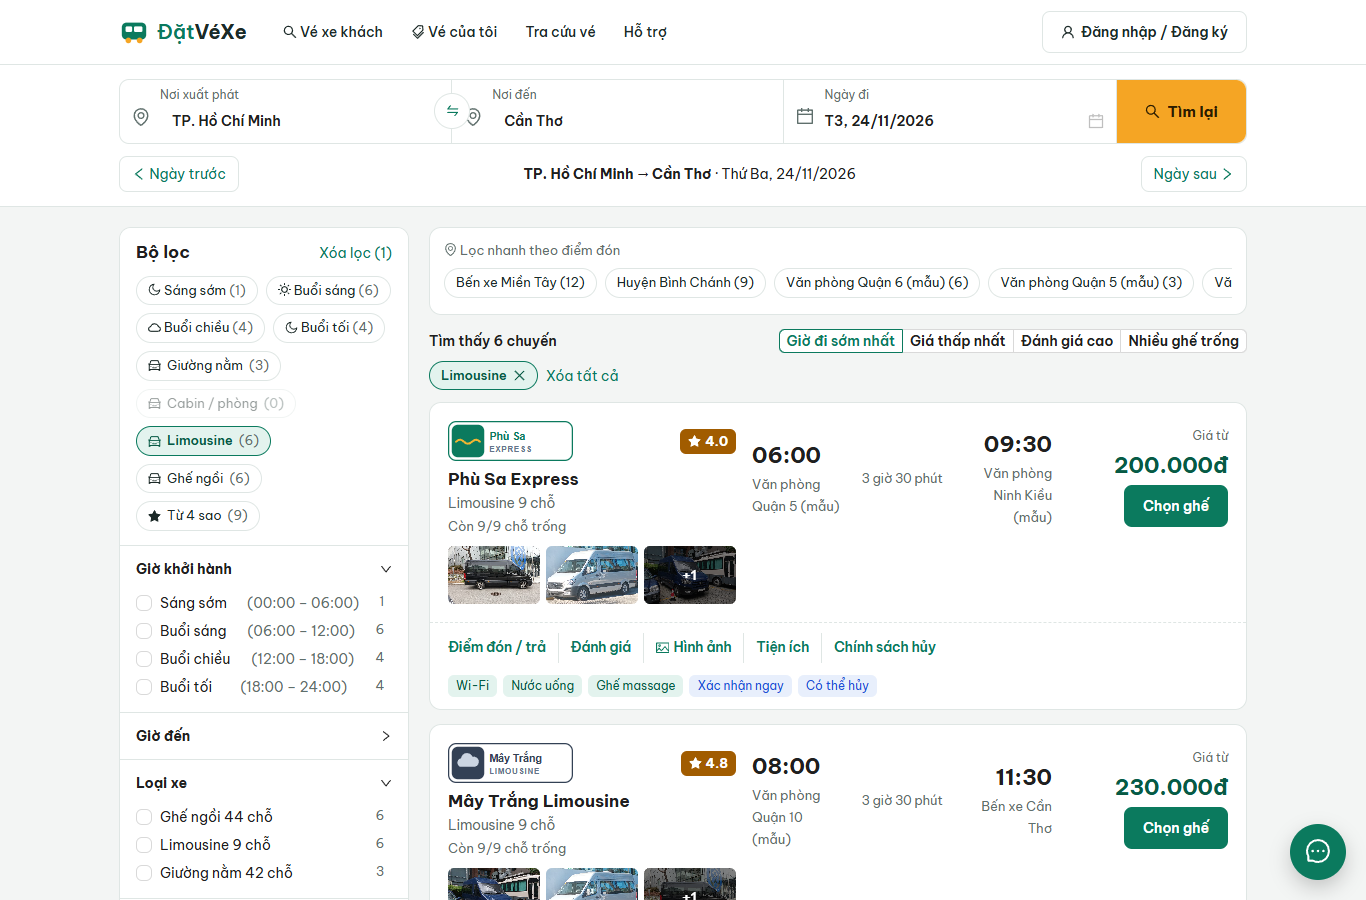 ĐặtVéXe
Vé xe khách
Vé của tôi
Tra cứu vé
Hỗ trợ
Đăng nhập / Đăng ký
Nơi xuất phát
TP. Hồ Chí Minh
Nơi đến
Cần Thơ
Ngày đi
T3, 24/11/2026
Tìm lại
Ngày trước
TP. Hồ Chí Minh → Cần Thơ · Thứ Ba, 24/11/2026
Ngày sau
Bộ lọc
Xóa lọc (1)
Sáng sớm (1)
Buổi sáng (6)
Buổi chiều (4)
Buổi tối (4)
Giường nằm (3)
Cabin / phòng (0)
Limousine (6)
Ghế ngồi (6)
Từ 4 sao (9)
Giờ khởi hành
Sáng sớm (00:00 – 06:00) 1
Buổi sáng (06:00 – 12:00) 6
Buổi chiều (12:00 – 18:00) 4
Buổi tối (18:00 – 24:00) 4
Giờ đến
Loại xe
Ghế ngồi 44 chỗ 6
Limousine 9 chỗ 6
Giường nằm 42 chỗ 3
Lọc nhanh theo điểm đón
Bến xe Miền Tây (12)
Huyện Bình Chánh (9)
Văn phòng Quận 6 (mẫu) (6)
Văn phòng Quận 5 (mẫu) (3)
Vă
Tìm thấy 6 chuyến
Giờ đi sớm nhất
Giá thấp nhất
Đánh giá cao
Nhiều ghế trống
Limousine
Xóa tất cả
Phù Sa
EXPRESS
4.0
Phù Sa Express
Limousine 9 chỗ
Còn 9/9 chỗ trống
+1
06:00
Văn phòng
Quận 5 (mẫu)
3 giờ 30 phút
09:30
Văn phòng
Ninh Kiều
(mẫu)
Giá từ
200.000đ
Chọn ghế
Điểm đón / trả
Đánh giá
Hình ảnh
Tiện ích
Chính sách hủy
Wi-Fi
Nước uống
Ghế massage
Xác nhận ngay
Có thể hủy
Mây Trắng
LIMOUSINE
4.8
Mây Trắng Limousine
Limousine 9 chỗ
Còn 9/9 chỗ trống
+1
08:00
Văn phòng
Quận 10
(mẫu)
3 giờ 30 phút
11:30
Bến xe Cần
Thơ
Giá từ
230.000đ
Chọn ghế